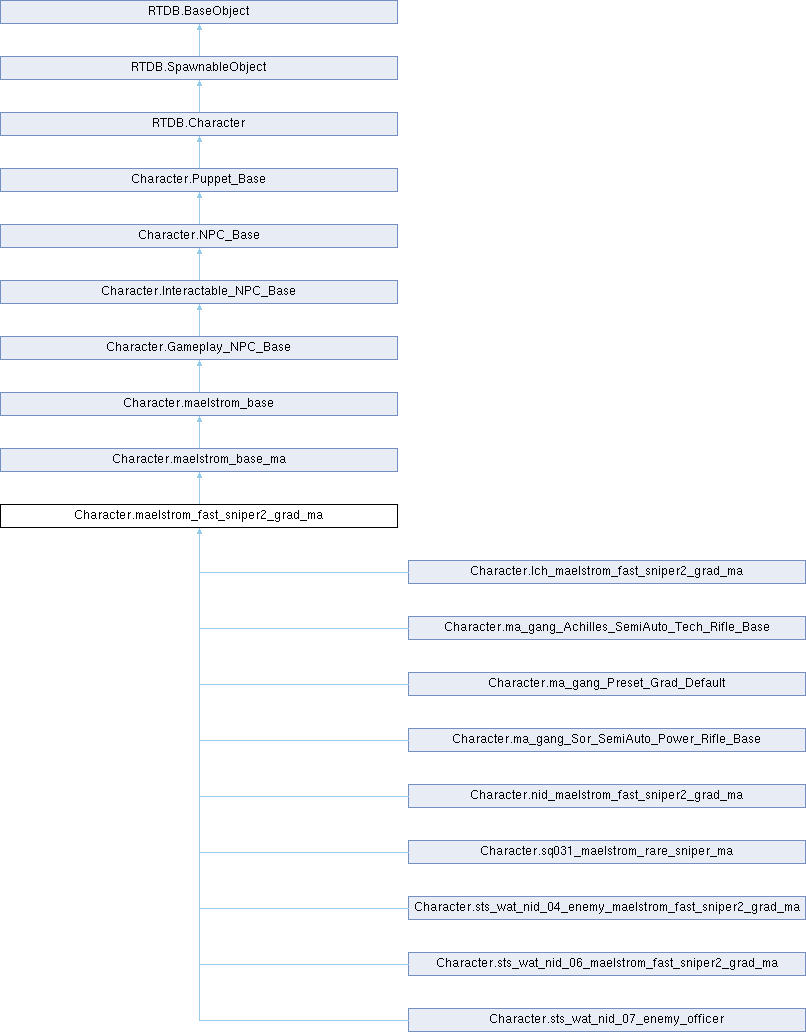 RTDB.BaseObject
RTDB.SpawnableObject
RTDB.Character
Character.Puppet_Base
Character.NPC_Base
Character.Interactable_NPC_Base
Character.Gameplay_NPC_Base
Character.maelstrom_base
Character.maelstrom_base_ma
Character.maelstrom_fast_sniper2_grad_ma
Character.lch_maelstrom_fast_sniper2_grad_ma
Character.ma_gang_Achilles_SemiAuto_Tech_Rifle_Base
Character.ma_gang_Preset_Grad_Default
Character.ma_gang_Sor_SemiAuto_Power_Rifle_Base
Character.nid_maelstrom_fast_sniper2_grad_ma
Character.sq031_maelstrom_rare_sniper_ma
Character.sts_wat_nid_04_enemy_maelstrom_fast_sniper2_grad_ma
Character.sts_wat_nid_06_maelstrom_fast_sniper2_grad_ma
Character.sts_wat_nid_07_enemy_officer